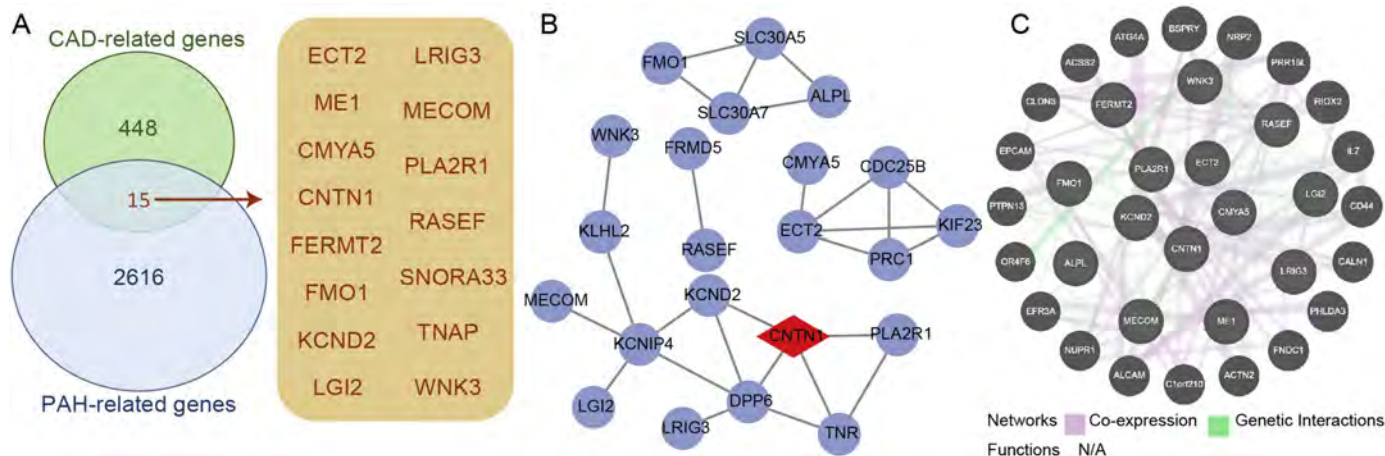 A
CAD-related genes
448
15
2616
PAH-related genes
ECT2
ME1
CMYA5
CNTN1
FERMT2
FMO1
KCND2
LGI2
LRIG3
MECOM
PLA2R1
RASEF
SNORA33
TNAP
WNK3
B
SLC30A5
FMO1
ALPL
SLC30A7
WNK3
FRMD5
CMYA5
CDC25B
KLHL2
ECT2
KIF23
RASEF
PRC1
MECOM
KCND2
CNTN1
PLA2R1
KCNIP4
LGI2
DPP6
LRIG3
TNR
C
BSPRY
ATG4A
NRP2
ACSS2
WNK3
PRR15L
CLDN3
FERMT2
RIOX2
RASEF
EPCAM
PLA2R1
ECT2
IL7
FMO1
LGI2
PTPN13
KCND2
CMYA5
CD44
OR4F6
ALPL
CNTN1
CALN1
LRIG3
EFR3A
MECOM
ME1
PHLDA3
NUPR1
FNDC1
ALCAM
C1orf210
ACTN2
Networks Co-expression Genetic Interactions
Functions N/A